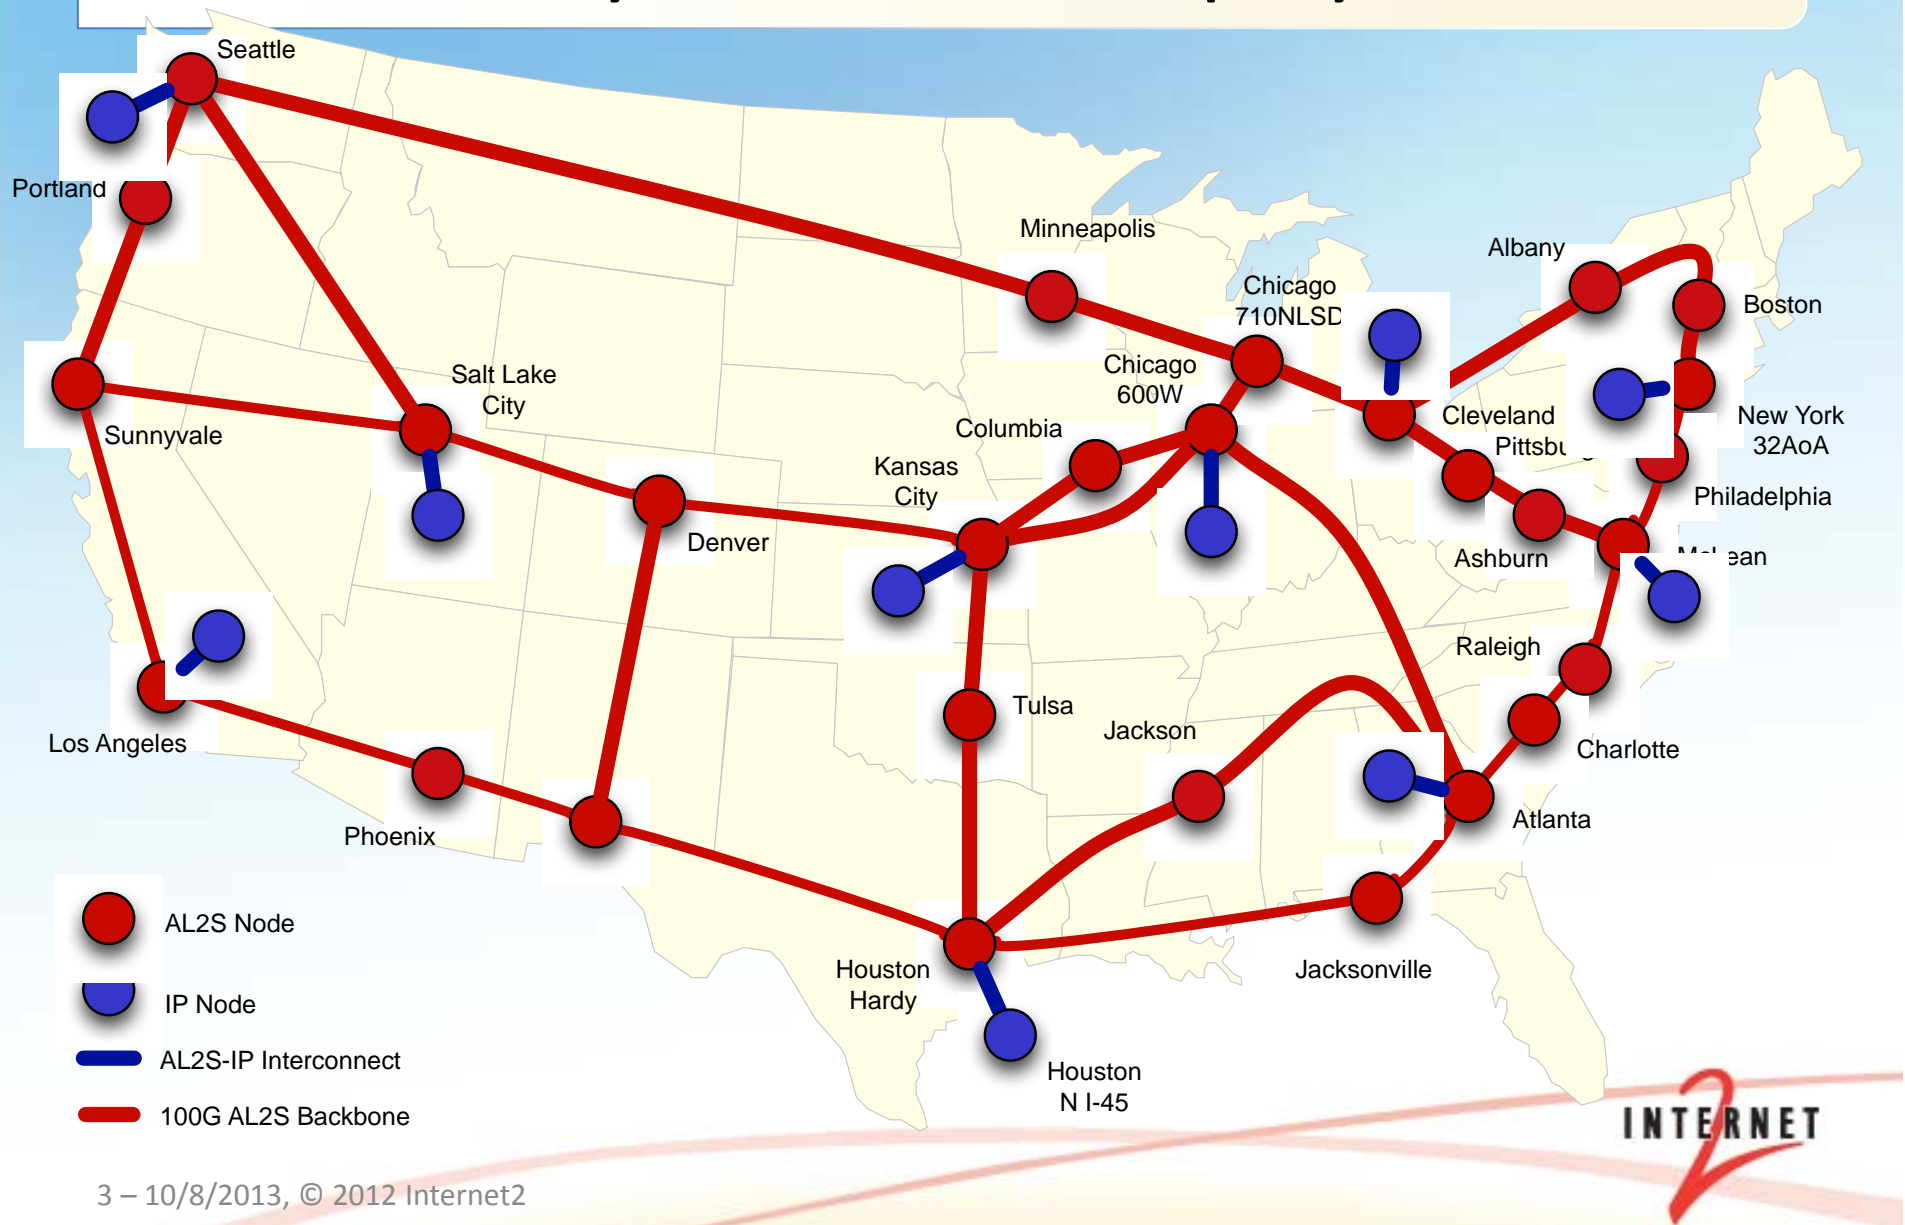 Seattle
Portland
Minneapolis
Albany
Chicago
710NLSD
Boston
Chicago
600W
Salt Lake
City
New York
32AoA
Cleveland
Columbia
Sunnyvale
Kansas
City
Philadelphia
Denver
Ashburn
Raleigh
Tulsa
Jackson
Los Angeles
Charlotte
Phoenix
Atlanta
AL2S Node
Houston
Hardy
Jacksonville
IP Node
AL2S-IP Interconnect
Houston
N I-45
100G AL2S Backbone
INTERNET
2
3 – 10/8/2013, © 2012 Internet2